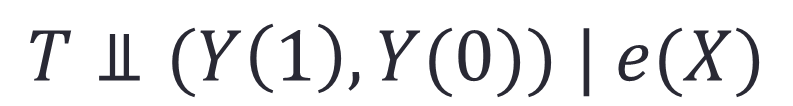 T ⫫ (Y(1), Y(0)) | e(X)